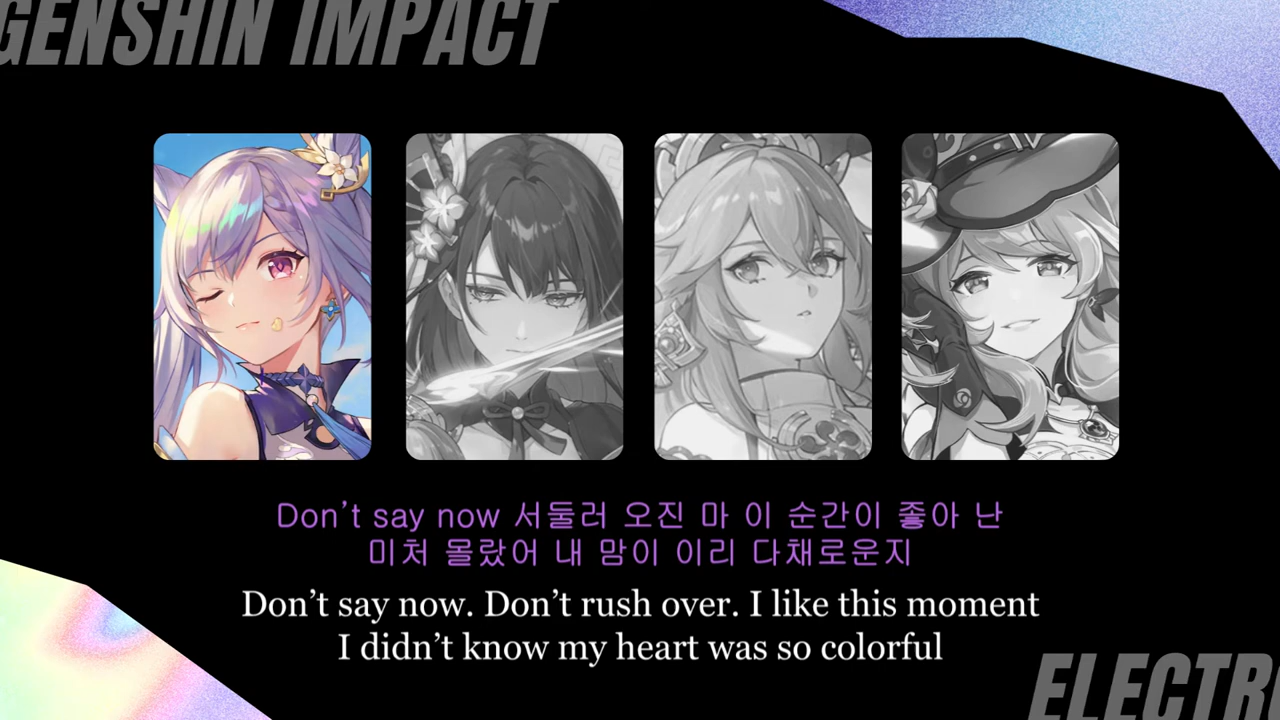 GENSHIN IMPACT
Don't say now 서둘러 오진 마 이 순간이 좋아 난
미처 몰랐어 내 맘이 이리 다채로운지
Don't say now. Don't rush over. I like this moment
I didn't know my heart was so colorful
ELECTRO